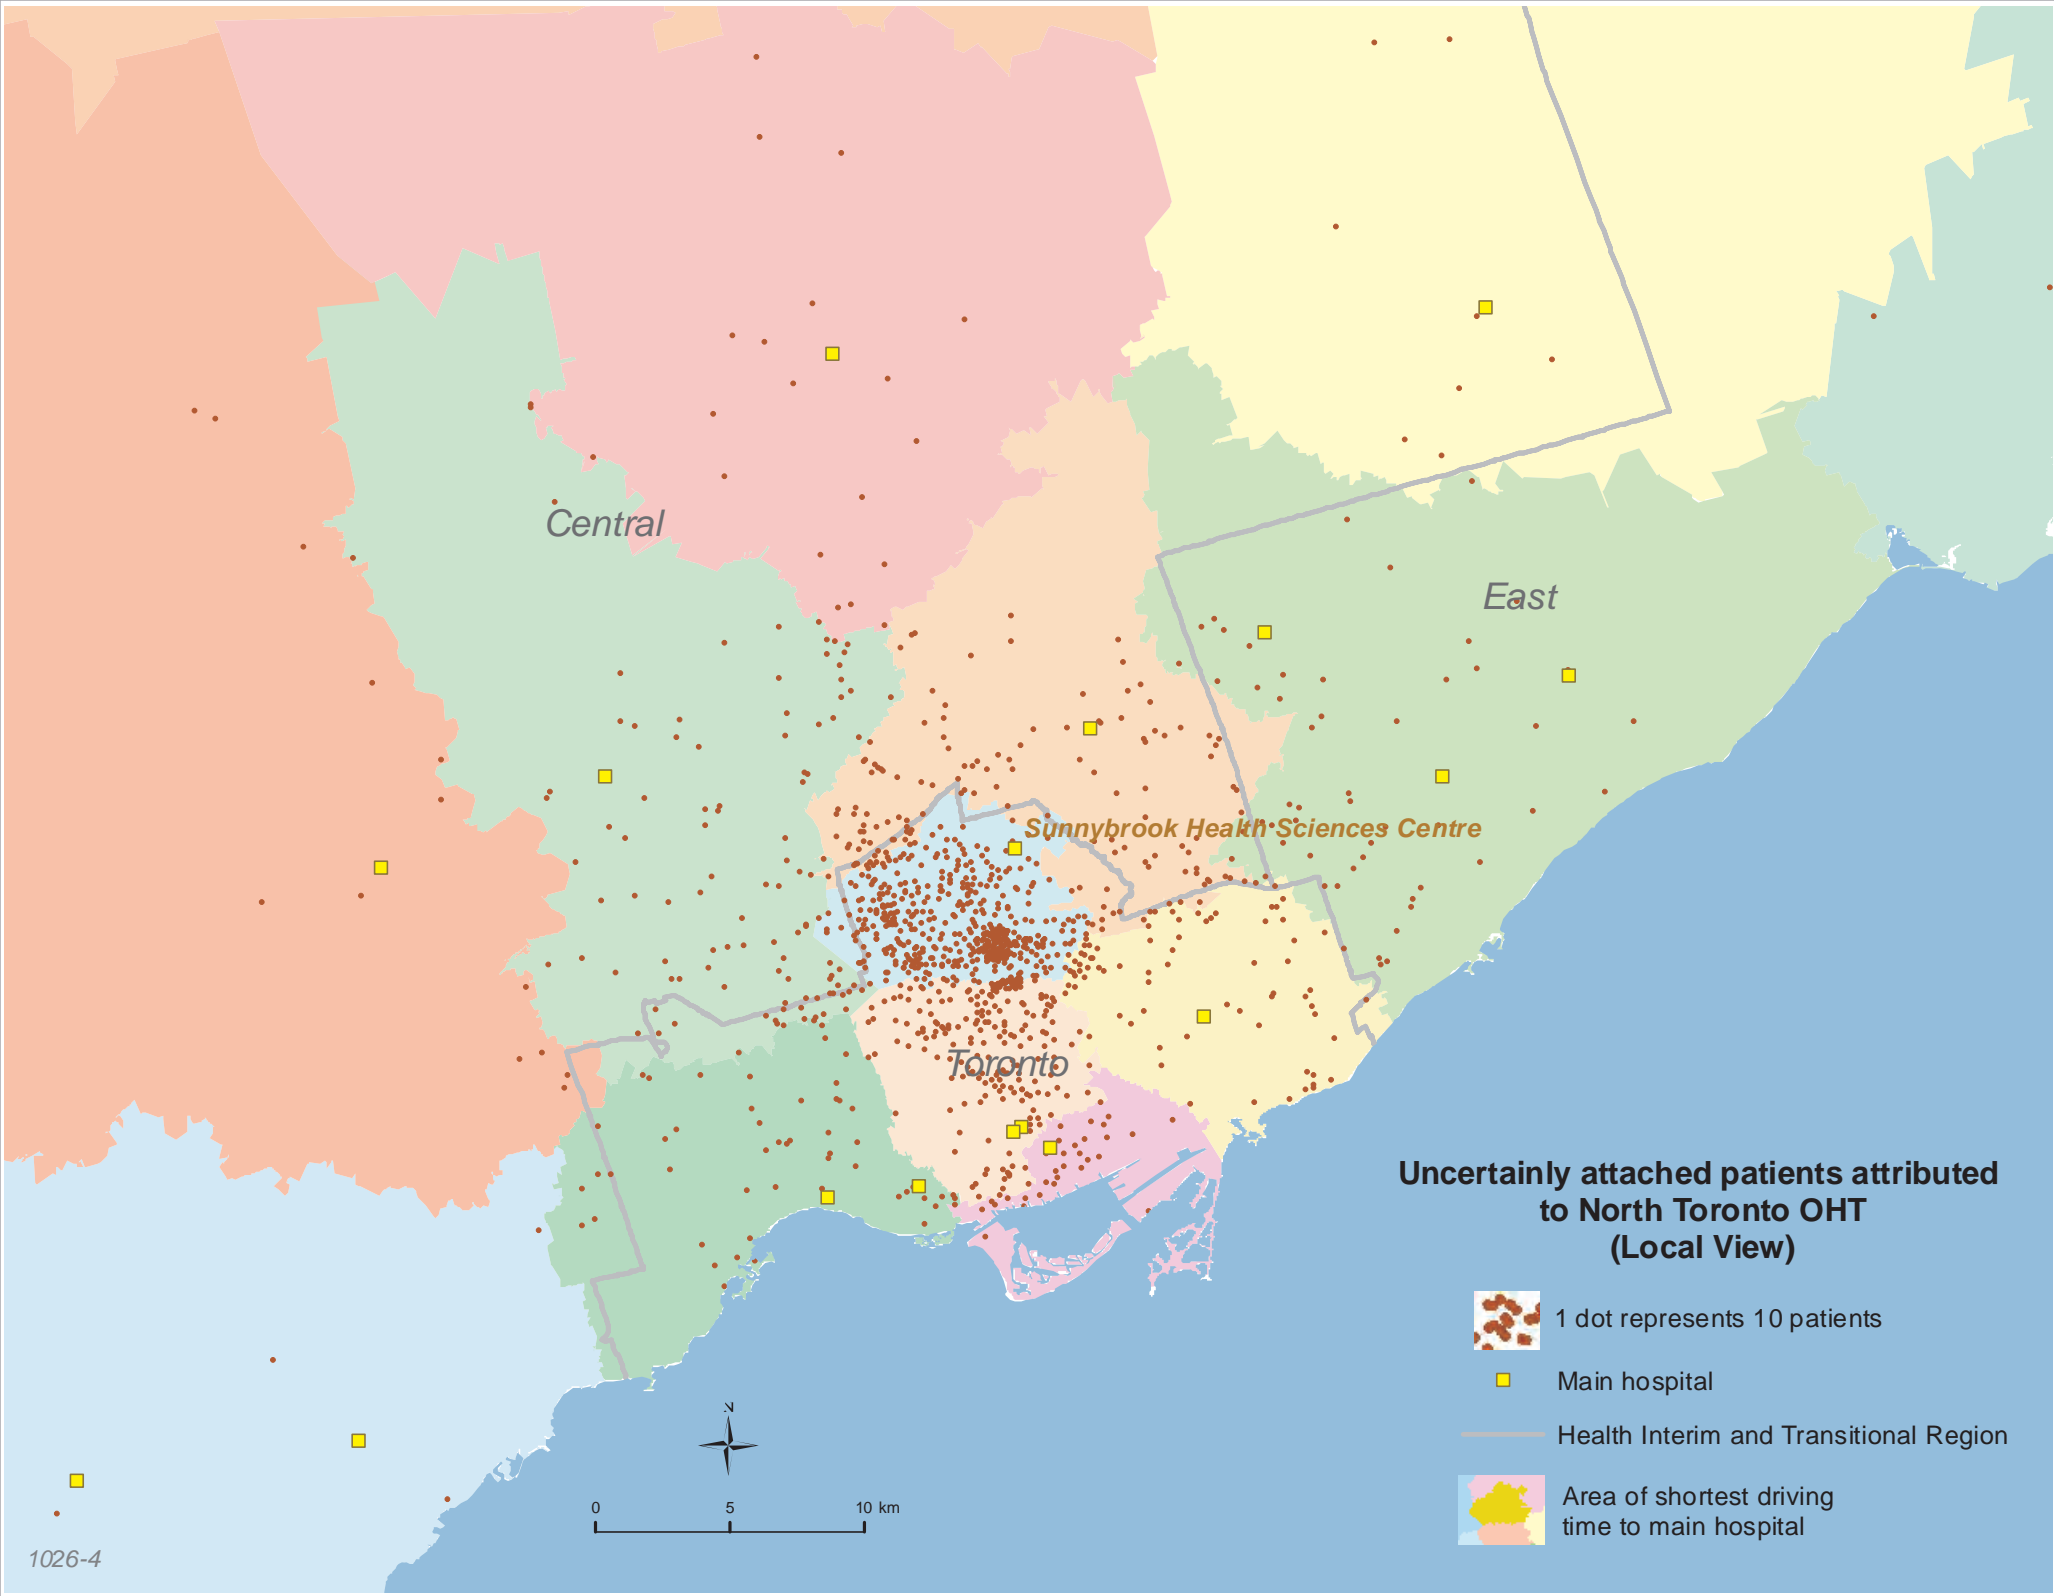 Central
East
Sunnybrook Health Sciences Centre
Toronto
Uncertainly attached patients attributed
to North Toronto OHT
(Local View)
1 dot represents 10 patients
Main hospital
Health Interim and Transitional Region
Area of shortest driving
time to main hospital
N
0 5 10 km
1026-4